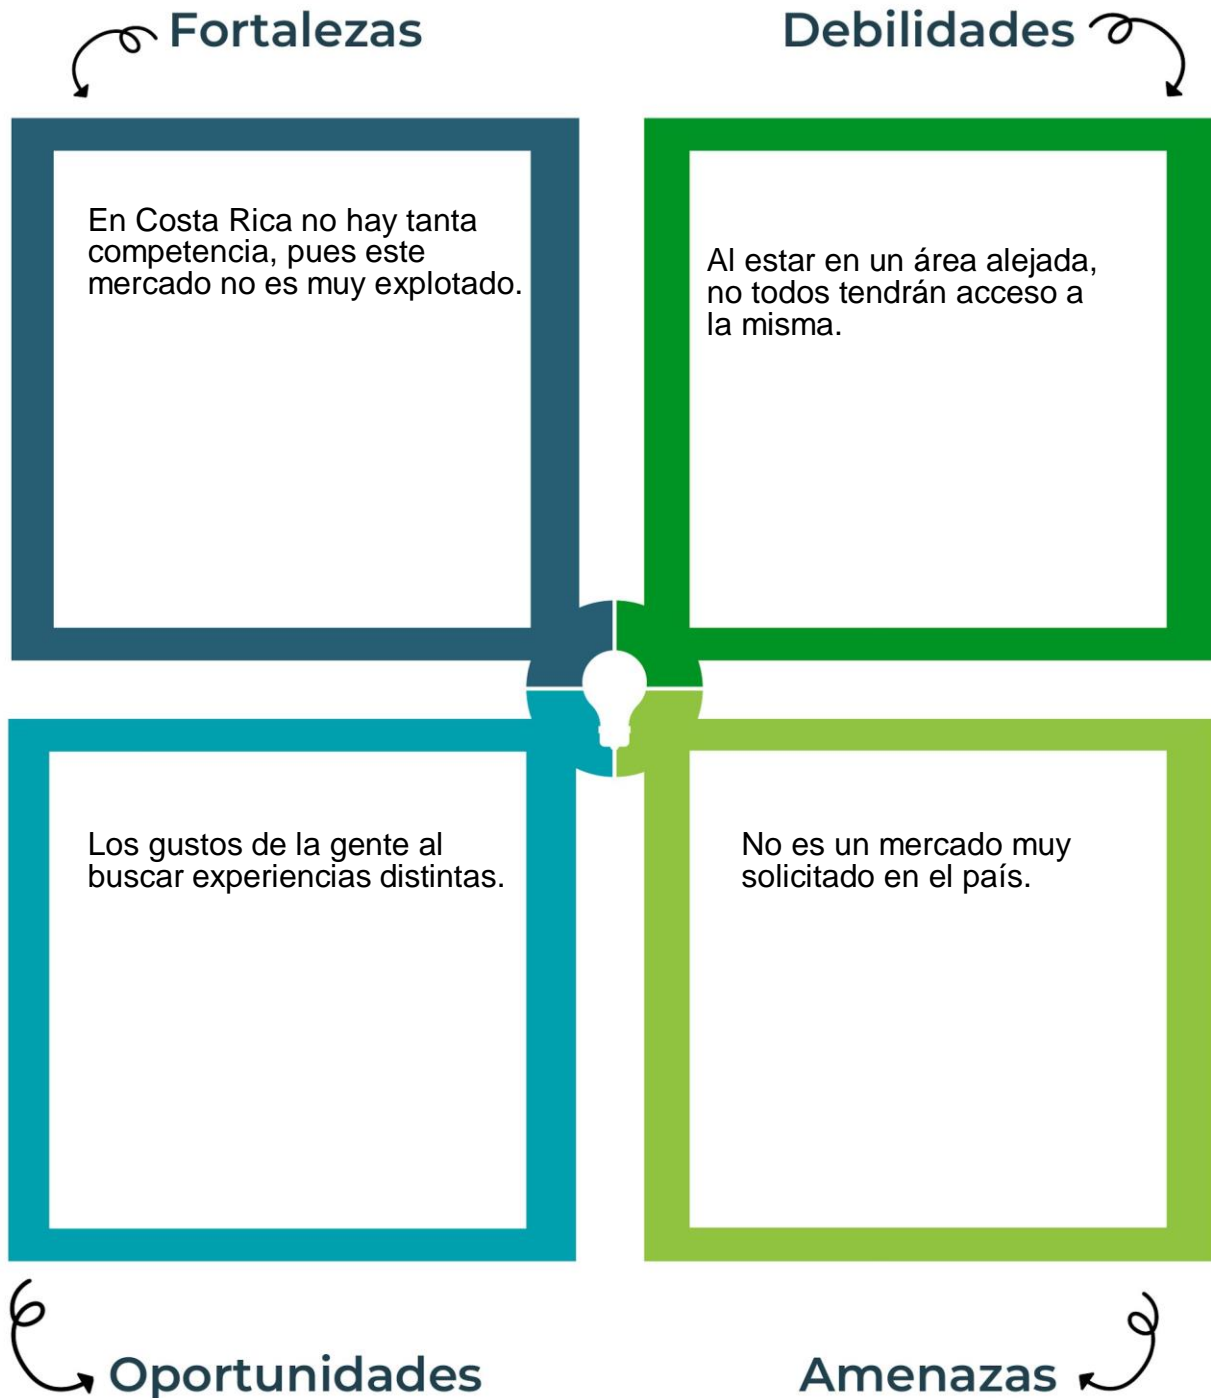 Fortalezas
En Costa Rica no hay tanta
competencia, pues este
mercado no es muy explotado.
Debilidades
Al estar en un área alejada,
no todos tendrán acceso a
la misma.
Los gustos de la gente al
buscar experiencias distintas.
Oportunidades
No es un mercado muy
solicitado en el país.
Amenazas